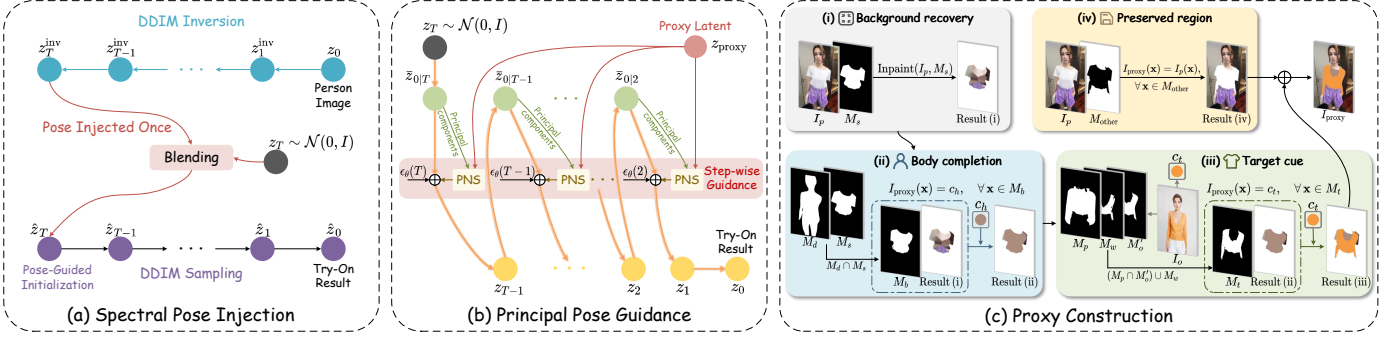 DDIM Inversion
z_T^inv z_{T-1}^inv · · · z_1^inv z_0
Person
Image
Pose Injected Once
z_T ∼ N(0, I)
Blending
ẑ_T ẑ_{T-1} · · · ẑ_1 ẑ_0
Pose-Guided
Initialization
DDIM Sampling
Try-On
Result
(a) Spectral Pose Injection
z_T ∼ N(0, I)
Proxy Latent
z_proxy
z̄_{0|T} z_{0|T-1} · · · z_{0|2}
Principal
components
Principal
components
Principal
components
ϵ_θ(T) PNS ϵ_θ(T−1) PNS · · · ϵ_θ(2) PNS
Step-wise
Guidance
Try-On
Result
z_{T-1} · · · z_2 z_1 z_0
(b) Principal Pose Guidance
(i) Background recovery
Inpaint(I_p, M_s)
I_p M_s Result (i)
(iv) Preserved region
I_proxy(x) = I_p(x),
∀ x ∈ M_other
I_p M_other Result (iv)
I_proxy
(ii) Body completion
I_proxy(x) = c_h, ∀ x ∈ M_b
c_h
M_d M_s
M_d ∩ M_s
M_b Result (i) Result (ii)
(iii) Target cue
c_t
I_proxy(x) = c_t, ∀ x ∈ M_t
c_t
M_p M_w M_o′ I_o
(M_p ∩ M_o′) ∪ M_w
M_t Result (ii) Result (iii)
(c) Proxy Construction